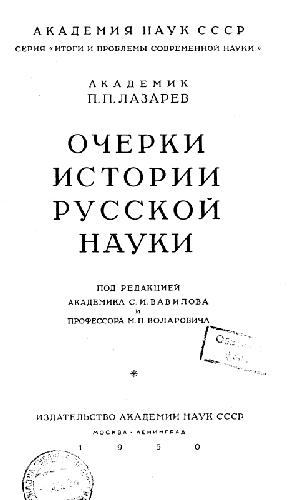 АКАДЕМИЯ НАУК СССР
СЕРИЯ "ИТОГИ И ПРОБЛЕМЫ СОВРЕМЕННОЙ НАУКИ"
АКАДЕМИК
П.П.ЛАЗАРЕВ
ОЧЕРКИ
ИСТОРИИ
РУССКОЙ
НАУКИ
ПОД РЕДАКЦИЕЙ
АКАДЕМИКА С.И.ВАВИЛОВА
И
ПРОФЕССОРА М.П.ВОЛАРОВИЧА
*
ИЗДАТЕЛЬСТВО АКАДЕМИИ НАУК СССР
МОСКВА - ЛЕНИНГРАД
1950